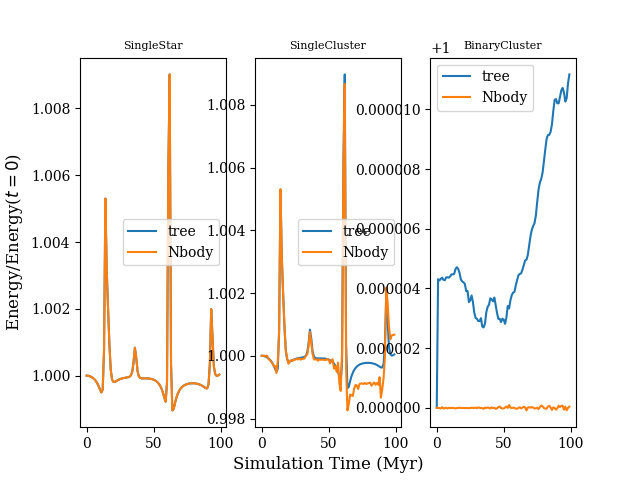 SingleStar
SingleCluster
+1
BinaryCluster
Energy/Energy(t = 0)
1.008
1.006
1.004
1.002
1.000
tree
Nbody
0
50
100
1.008
1.006
1.004
1.002
1.000
0.998
tree
Nbody
0
50
100
0.000010
0.000008
0.000006
0.000004
0.000002
0.000000
tree
Nbody
0
50
100
Simulation Time (Myr)